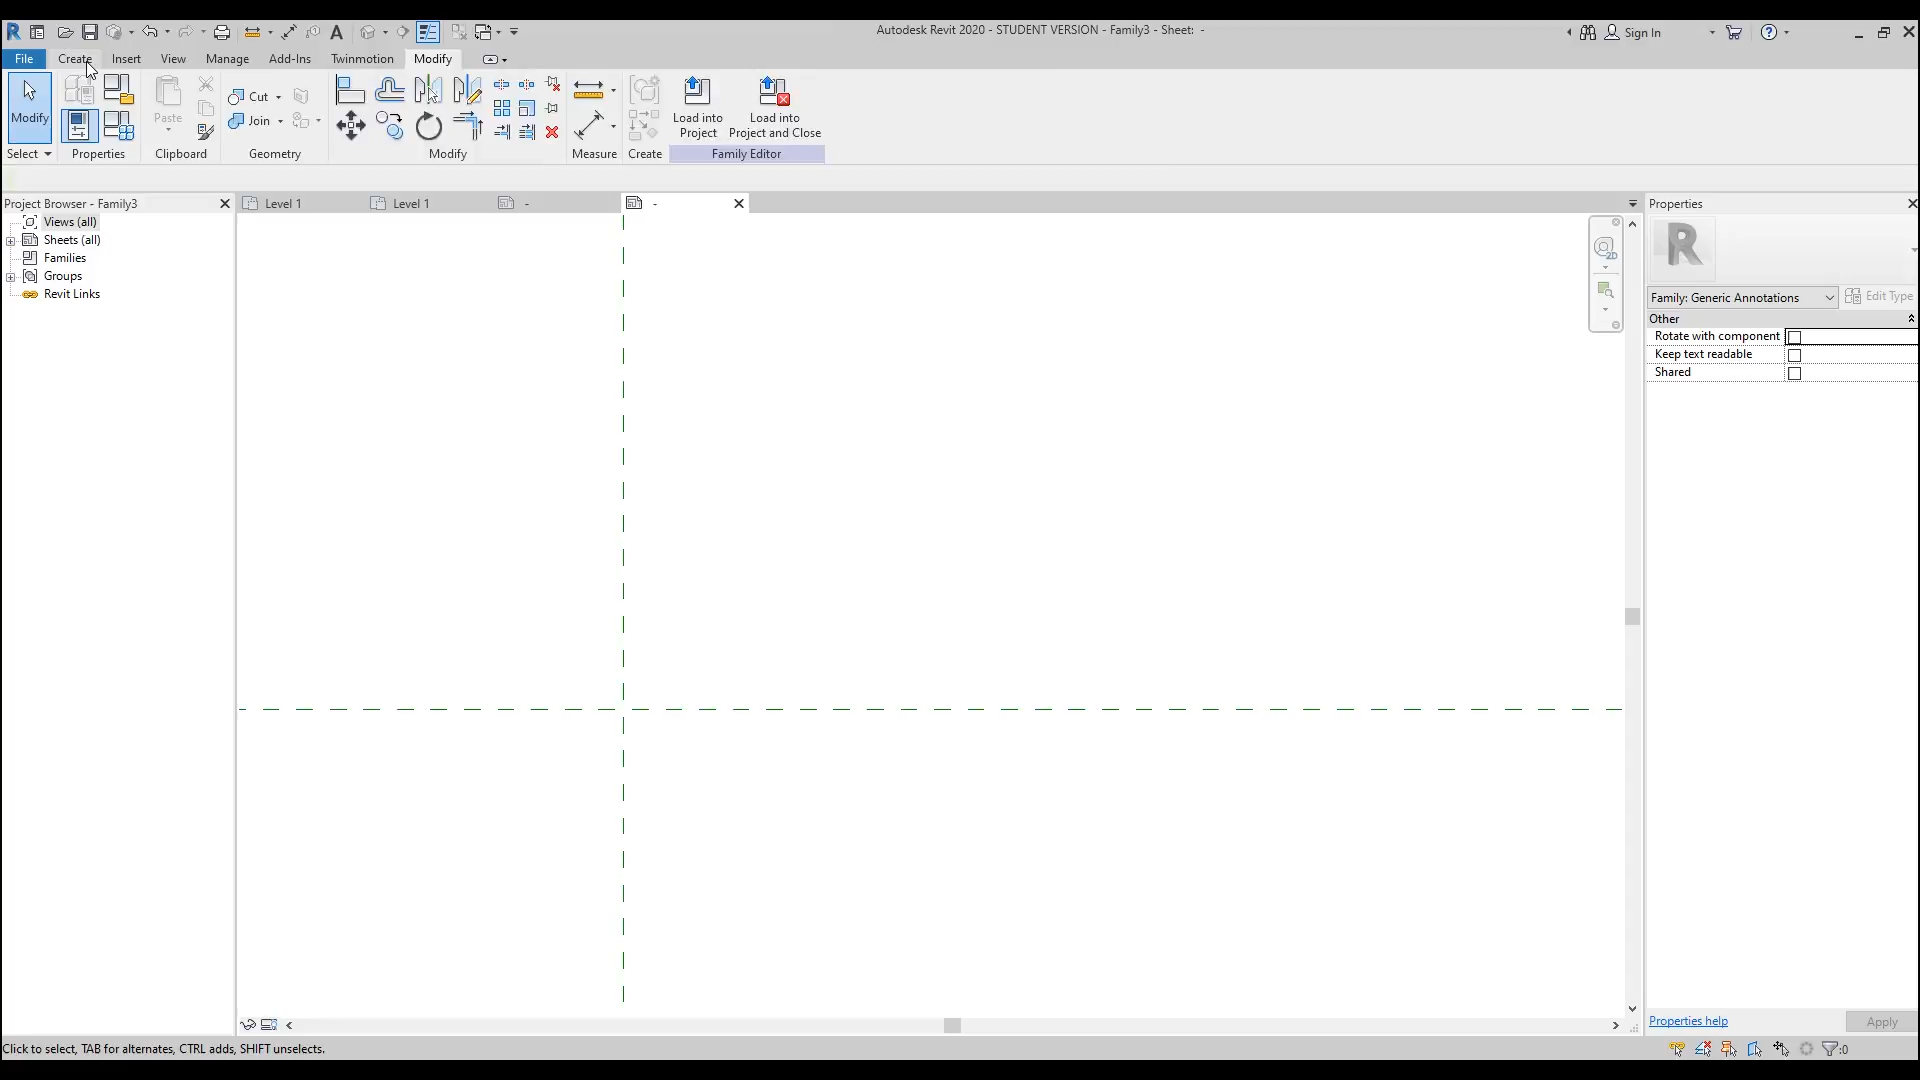 Autodesk Revit 2020 - STUDENT VERSION - Family3 - Sheet: -
Sign In
File Create Insert View Manage Add-Ins Twinmotion Modify
Modify
Paste
Cut
Join
Load into
Project
Load into
Project and Close
Select Properties Clipboard Geometry Modify Measure Create Family Editor
Project Browser - Family3
Level 1
Level 1
-
-
Properties
Views (all)
Sheets (all)
Families
Groups
Revit Links
2D
R
Family: Generic Annotations
Edit Type
Other
Rotate with component
Keep text readable
Shared
Properties help
Apply
Click to select, TAB for alternates, CTRL adds, SHIFT unselects.
:0